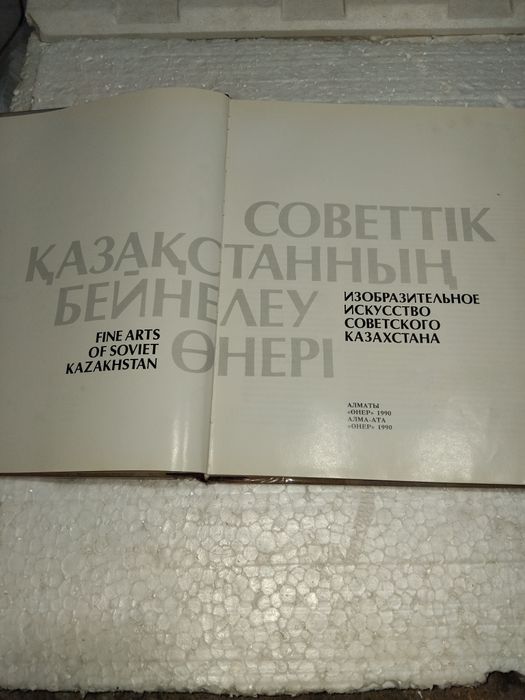 СОВЕТТІК
ҚАЗАҚСТАННЫҢ
БЕЙНЕЛЕУ
ӨНЕРІ
FINE ARTS
OF SOVIET
KAZAKHSTAN
ИЗОБРАЗИТЕЛЬНОЕ
ИСКУССТВО
СОВЕТСКОГО
КАЗАХСТАНА
АЛМАТЫ
«ӨНЕР» 1990
АЛМА-АТА
«ӨНЕР» 1990